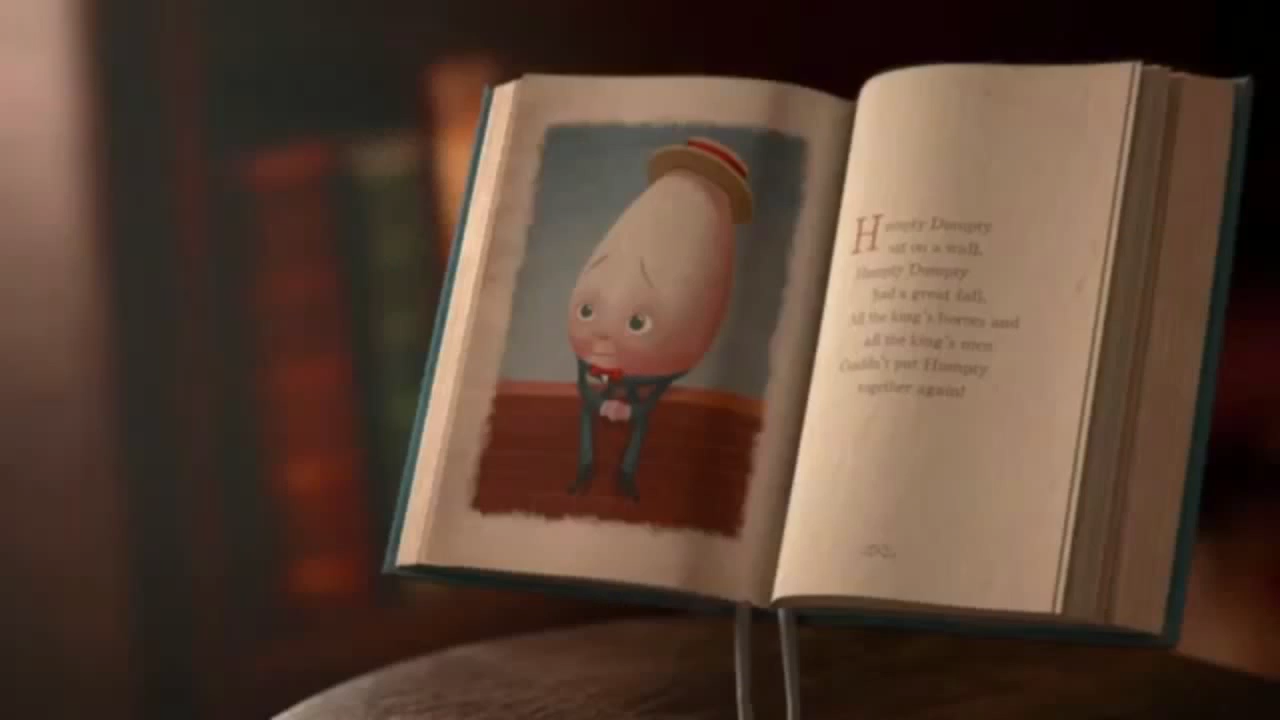 Humpty Dumpty
sat on a wall,
Humpty Dumpty
had a great fall,
All the king's horses and
all the king's men
Couldn't put Humpty
together again!